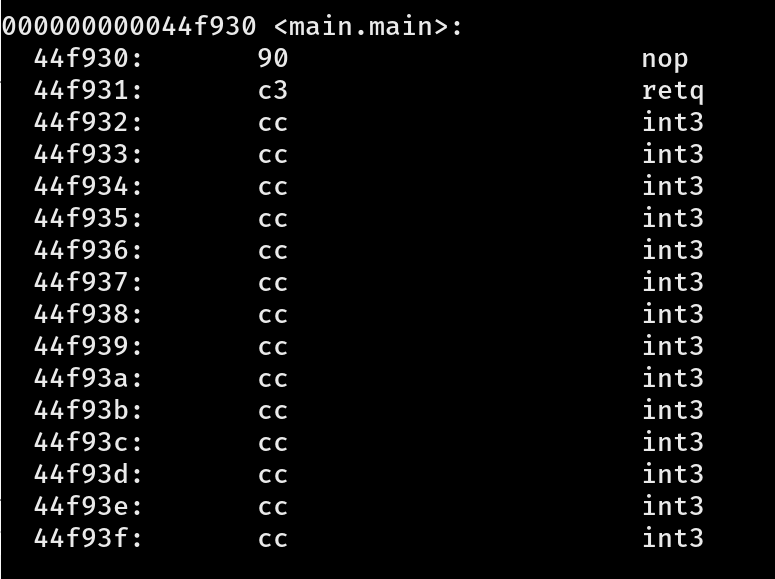 000000000044f930 <main.main>:
44f930: 90 nop
44f931: c3 retq
44f932: cc int3
44f933: cc int3
44f934: cc int3
44f935: cc int3
44f936: cc int3
44f937: cc int3
44f938: cc int3
44f939: cc int3
44f93a: cc int3
44f93b: cc int3
44f93c: cc int3
44f93d: cc int3
44f93e: cc int3
44f93f: cc int3